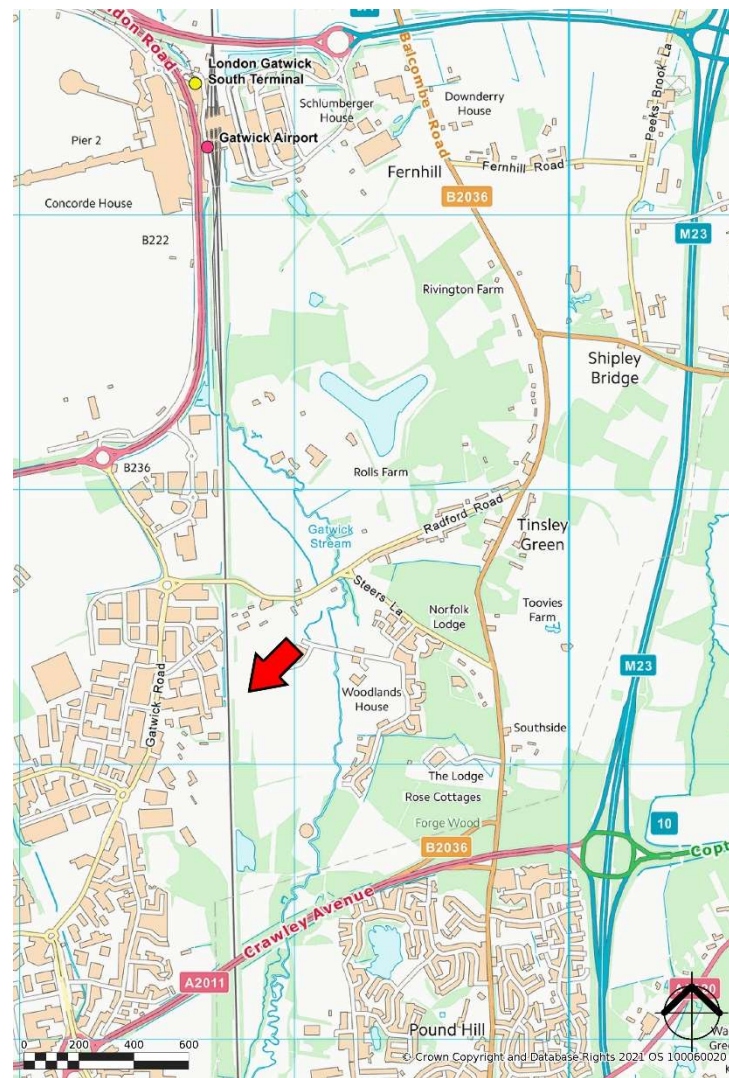 ndon Road
London Gatwick
South Terminal
Gatwick Airport
Pier 2
Concorde House
B222
Schlumberger
House
Balcombe Road
Downderry
House
Peeks Brook La
Fernhill
Fernhill Road
B2036
M23
Rivington Farm
Shipley
Bridge
B236
Rolls Farm
Radford Road
Gatwick
Stream
Tinsley
Green
Steers La
Norfolk
Lodge
Toovies
Farm
M23
Gatwick Road
Woodlands
House
Southside
The Lodge
Rose Cottages
Forge Wood
10
B2036
Copt
Crawley Avenue
A2011
Pound Hill
0 200 400 600
Wa
Gree
K
© Crown Copyright and Database Rights 2021 OS 100060020